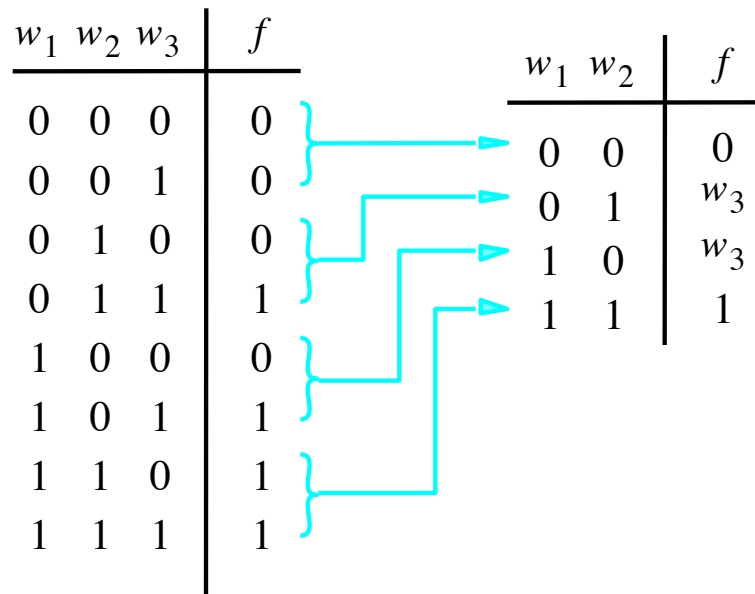 w1 w2 w3 f
0 0 0 0
0 0 1 0
0 1 0 0
0 1 1 1
1 0 0 0
1 0 1 1
1 1 0 1
1 1 1 1
w1 w2 f
0 0 0
0 1 w3
1 0 w3
1 1 1